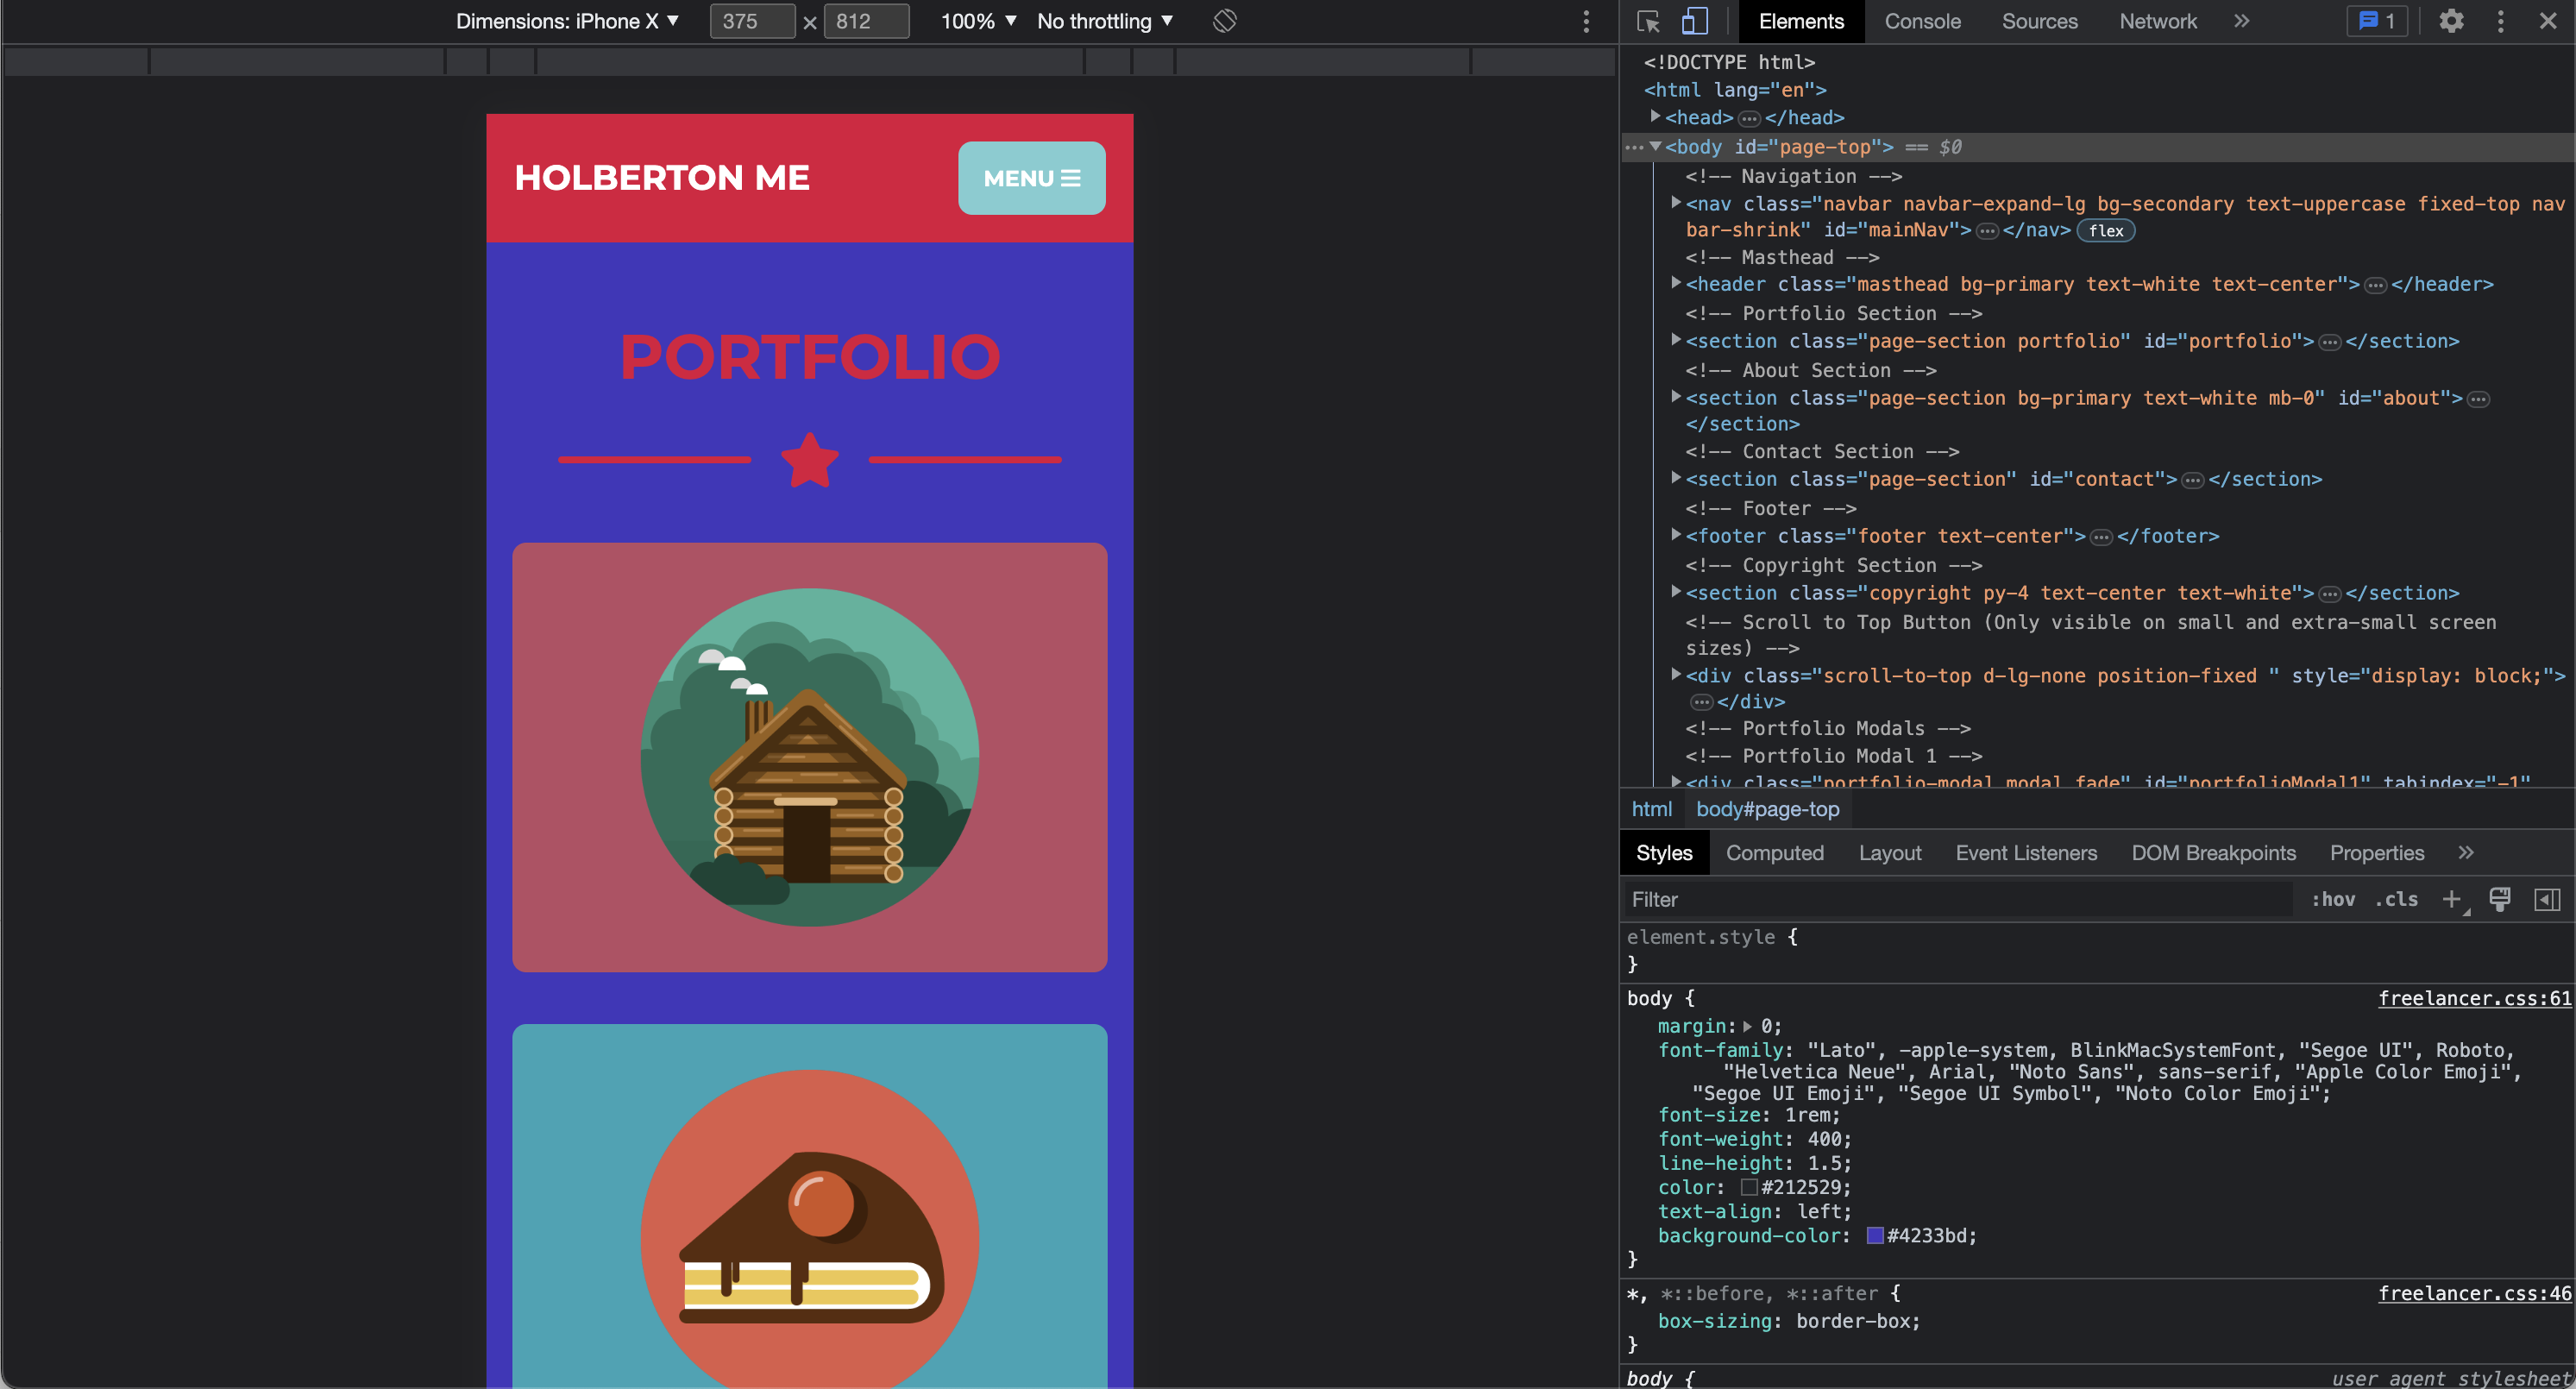 Dimensions: iPhone X ▼ 375 × 812 100% ▼ No throttling ▼
Elements Console Sources Network » 1
HOLBERTON ME
MENU
PORTFOLIO
<!DOCTYPE html>
<html lang="en">
<head>…</head>
<body id="page-top"> == $0
<!-- Navigation -->
<nav class="navbar navbar-expand-lg bg-secondary text-uppercase fixed-top nav
bar-shrink" id="mainNav">…</nav> flex
<!-- Masthead -->
<header class="masthead bg-primary text-white text-center">…</header>
<!-- Portfolio Section -->
<section class="page-section portfolio" id="portfolio">…</section>
<!-- About Section -->
<section class="page-section bg-primary text-white mb-0" id="about">…
</section>
<!-- Contact Section -->
<section class="page-section" id="contact">…</section>
<!-- Footer -->
<footer class="footer text-center">…</footer>
<!-- Copyright Section -->
<section class="copyright py-4 text-center text-white">…</section>
<!-- Scroll to Top Button (Only visible on small and extra-small screen
sizes) -->
<div class="scroll-to-top d-lg-none position-fixed " style="display: block;">
…</div>
<!-- Portfolio Modals -->
<!-- Portfolio Modal 1 -->
<div class="portfolio-modal modal fade" id="portfolioModal1" tabindex="-1"
html body#page-top
Styles Computed Layout Event Listeners DOM Breakpoints Properties »
Filter :hov .cls +
element.style {
}
body { freelancer.css:61
margin: 0;
font-family: "Lato", -apple-system, BlinkMacSystemFont, "Segoe UI", Roboto,
"Helvetica Neue", Arial, "Noto Sans", sans-serif, "Apple Color Emoji",
"Segoe UI Emoji", "Segoe UI Symbol", "Noto Color Emoji";
font-size: 1rem;
font-weight: 400;
line-height: 1.5;
color: #212529;
text-align: left;
background-color: #4233bd;
}
*, *::before, *::after { freelancer.css:46
box-sizing: border-box;
}
body { user agent stylesheet